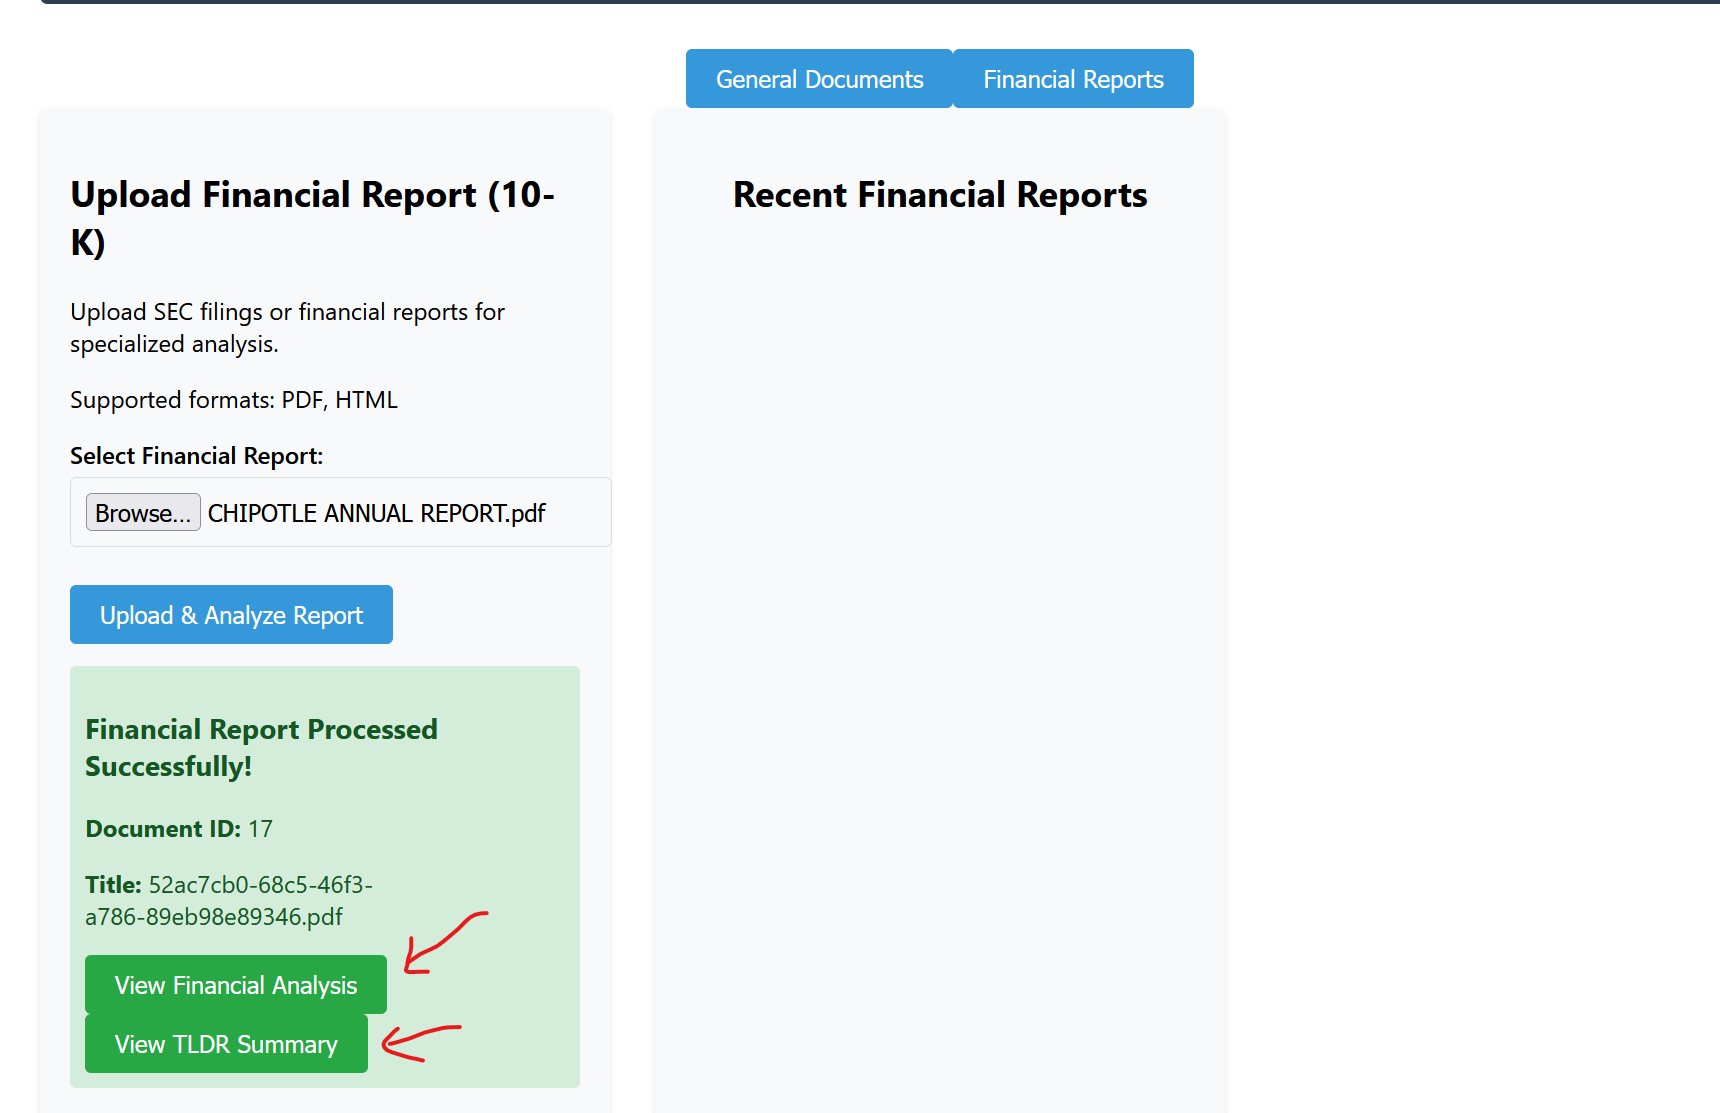 General Documents
Financial Reports
Upload Financial Report (10-
K)
Upload SEC filings or financial reports for
specialized analysis.
Supported formats: PDF, HTML
Select Financial Report:
Browse... CHIPOTLE ANNUAL REPORT.pdf
Upload & Analyze Report
Financial Report Processed
Successfully!
Document ID: 17
Title: 52ac7cb0-68c5-46f3-
a786-89eb98e89346.pdf
View Financial Analysis
View TLDR Summary
Recent Financial Reports